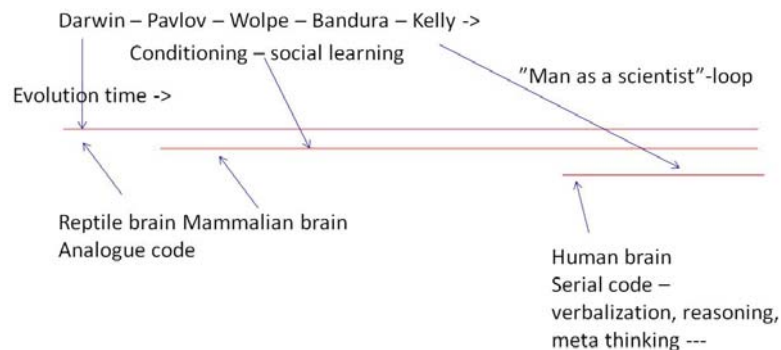 Darwin – Pavlov – Wolpe – Bandura – Kelly ->
Conditioning – social learning
”Man as a scientist”-loop
Evolution time ->
Reptile brain Mammalian brain
Analogue code
Human brain
Serial code –
verbalization, reasoning,
meta thinking ---